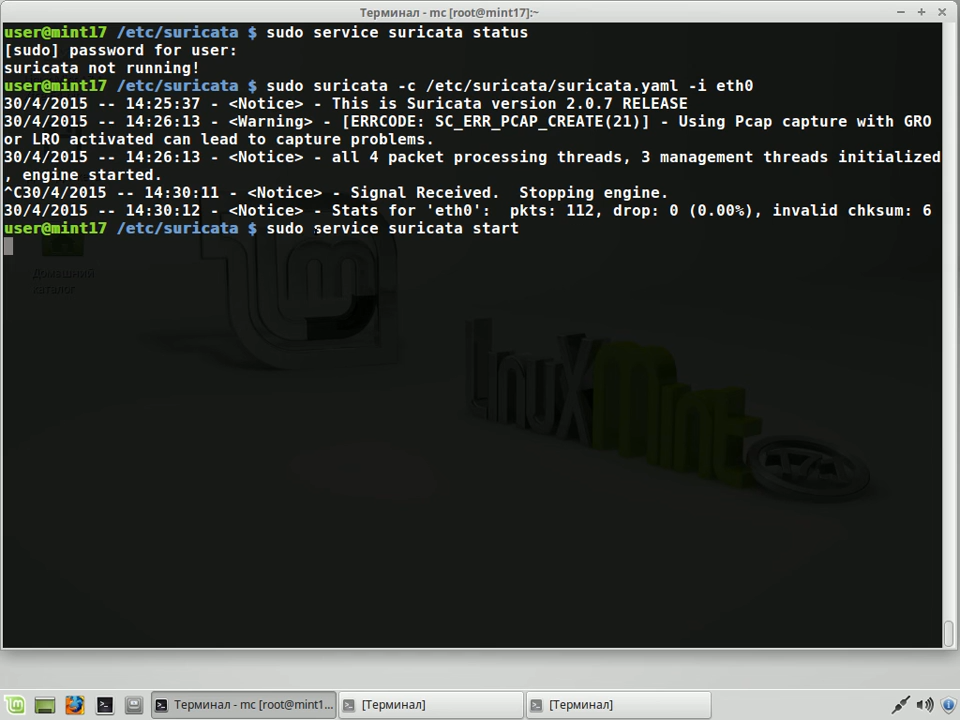 Терминал - mc [root@mint17]:~
user@mint17 /etc/suricata $ sudo service suricata status
[sudo] password for user:
suricata not running!
user@mint17 /etc/suricata $ sudo suricata -c /etc/suricata/suricata.yaml -i eth0
30/4/2015 -- 14:25:37 - <Notice> - This is Suricata version 2.0.7 RELEASE
30/4/2015 -- 14:26:13 - <Warning> - [ERRCODE: SC_ERR_PCAP_CREATE(21)] - Using Pcap capture with GRO
or LRO activated can lead to capture problems.
30/4/2015 -- 14:26:13 - <Notice> - all 4 packet processing threads, 3 management threads initialized
, engine started.
^C30/4/2015 -- 14:30:11 - <Notice> - Signal Received.  Stopping engine.
30/4/2015 -- 14:30:12 - <Notice> - Stats for 'eth0':  pkts: 112, drop: 0 (0.00%), invalid chksum: 6
user@mint17 /etc/suricata $ sudo service suricata start
Домашний
каталог
Linux Mint
17.1
Терминал - mc [root@mint1...
[Терминал]
[Терминал]